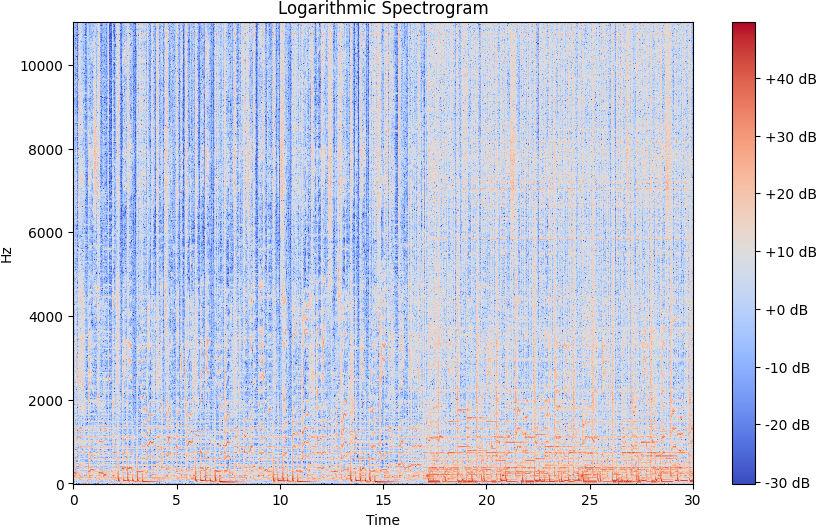 Logarithmic Spectrogram
Hz
10000
8000
6000
4000
2000
0
0 5 10 15 20 25 30
Time
+40 dB
+30 dB
+20 dB
+10 dB
+0 dB
-10 dB
-20 dB
-30 dB